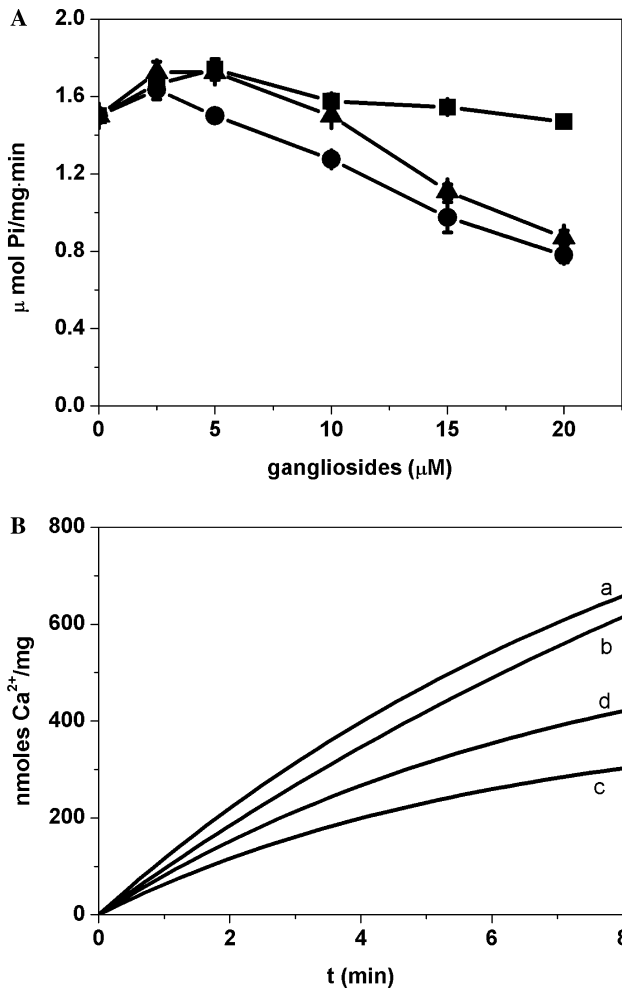 A
2.0
1.6
1.2
0.8
0.4
0.0
μ mol Pi/mg·min
0
5
10
15
20
gangliosides (μM)
B
800
600
400
200
0
nmoles Ca²⁺/mg
a
b
d
c
0
2
4
6
8
t (min)